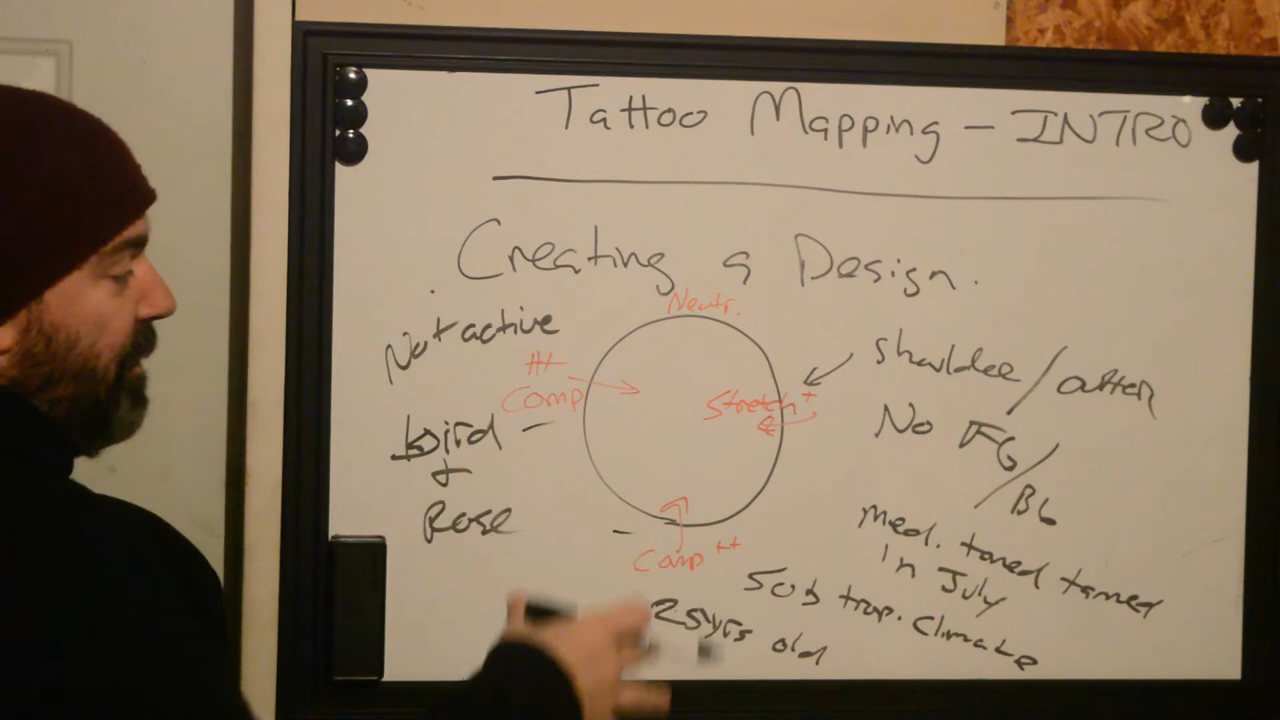 Tattoo Mapping - INTRO
Creating a Design.
Neutr.
Not active
Comp
Stretch +
bird -
+
Rose
Comp ++
shoulder / 
No FG / BG
med. toned tanned
in July
Sub trop. Climate
25yrs old